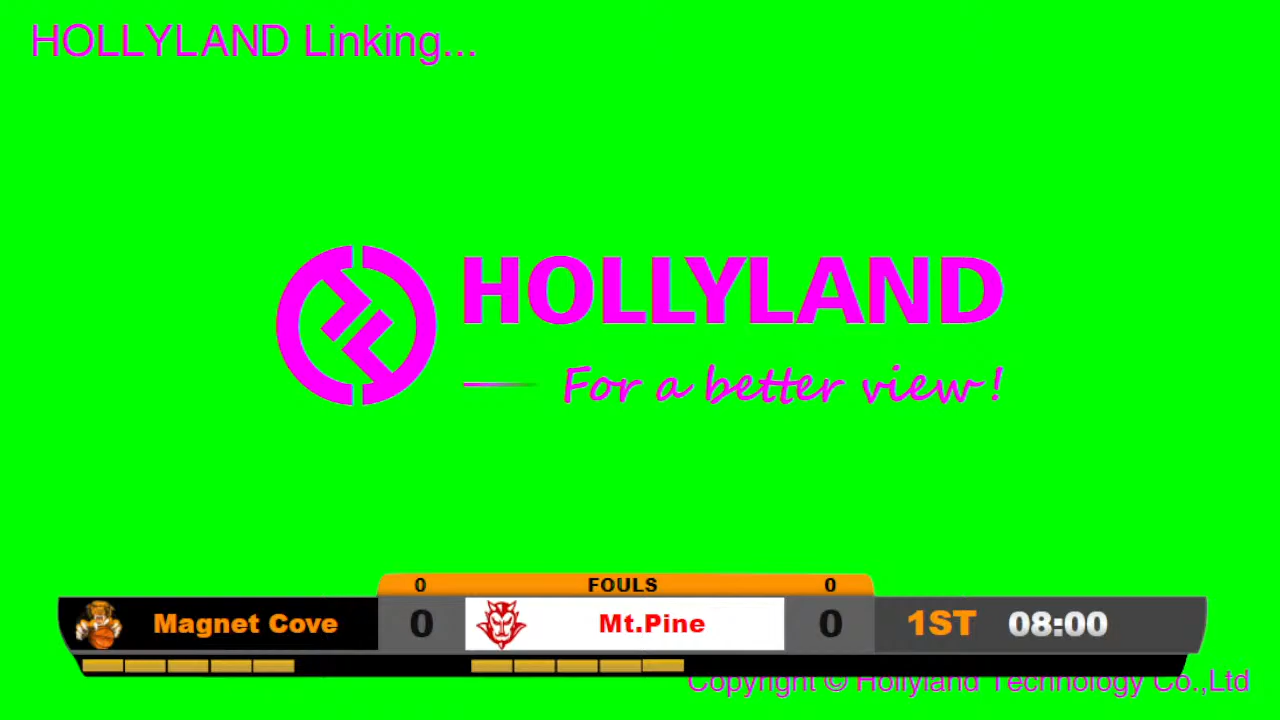 HOLLYLAND Linking...
HOLLYLAND
For a better view!
0 FOULS 0
Magnet Cove 0 Mt.Pine 0 1ST 08:00
Copyright © Hollyland Technology Co.,Ltd